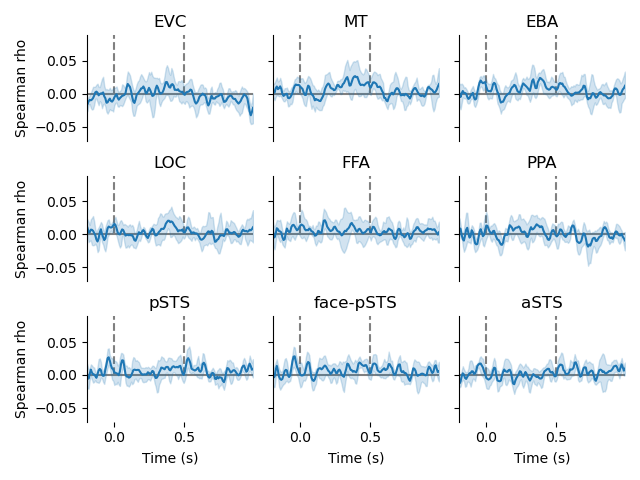 EVC
MT
EBA
Spearman rho
0.05
0.00
−0.05
LOC
FFA
PPA
Spearman rho
0.05
0.00
−0.05
pSTS
face-pSTS
aSTS
Spearman rho
0.05
0.00
−0.05
0.0 0.5
0.0 0.5
0.0 0.5
Time (s)
Time (s)
Time (s)